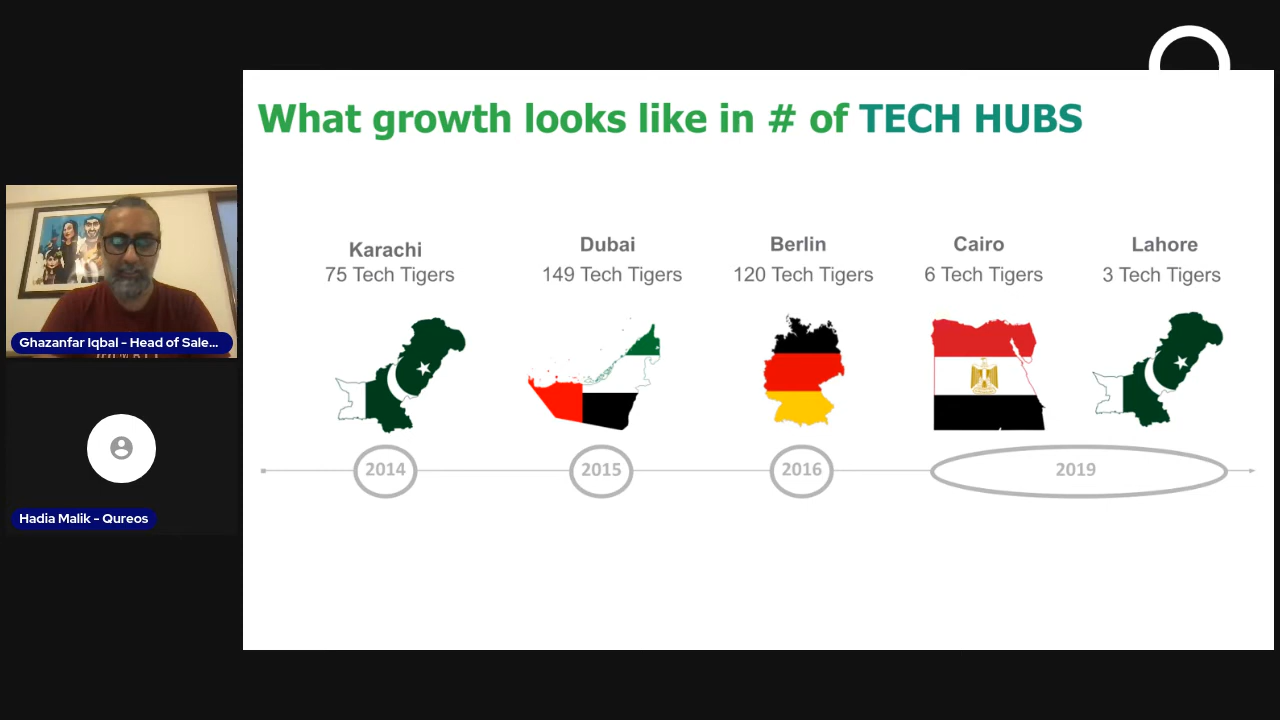 What growth looks like in # of TECH HUBS
Karachi
75 Tech Tigers
Dubai
149 Tech Tigers
Berlin
120 Tech Tigers
Cairo
6 Tech Tigers
Lahore
3 Tech Tigers
2014
2015
2016
2019
Ghazanfar Iqbal - Head of Sale...
Hadia Malik - Qureos